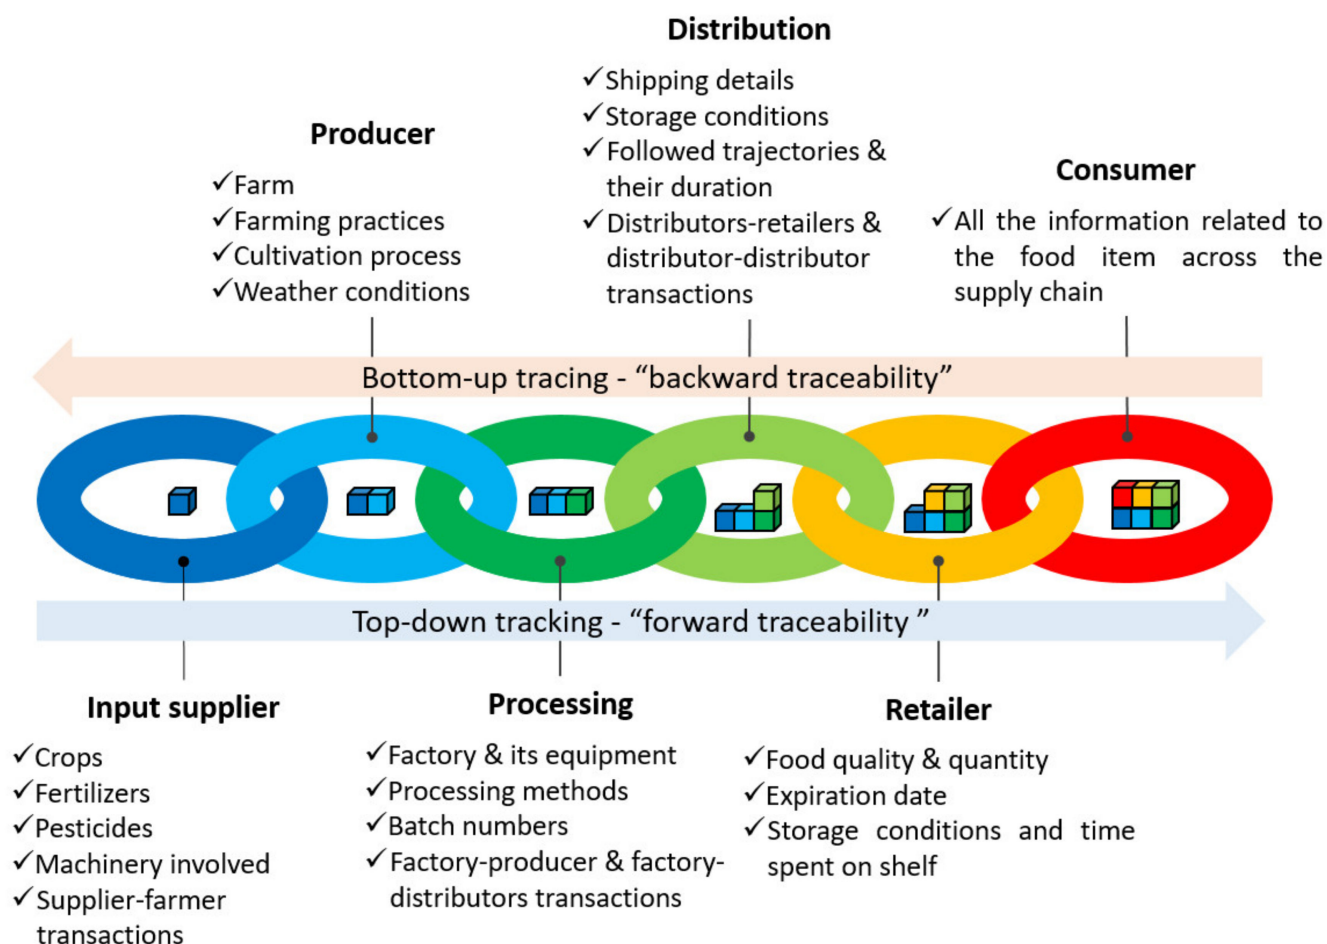 Distribution
✓Shipping details
✓Storage conditions
✓Followed trajectories &
their duration
✓Distributors-retailers &
distributor-distributor
transactions
Producer
✓Farm
✓Farming practices
✓Cultivation process
✓Weather conditions
Consumer
✓All the information related to
the food item across the
supply chain
Bottom-up tracing - “backward traceability”
Top-down tracking - “forward traceability ”
Input supplier
✓Crops
✓Fertilizers
✓Pesticides
✓Machinery involved
✓Supplier-farmer
transactions
Processing
✓Factory & its equipment
✓Processing methods
✓Batch numbers
✓Factory-producer & factory-
distributors transactions
Retailer
✓Food quality & quantity
✓Expiration date
✓Storage conditions and time
spent on shelf